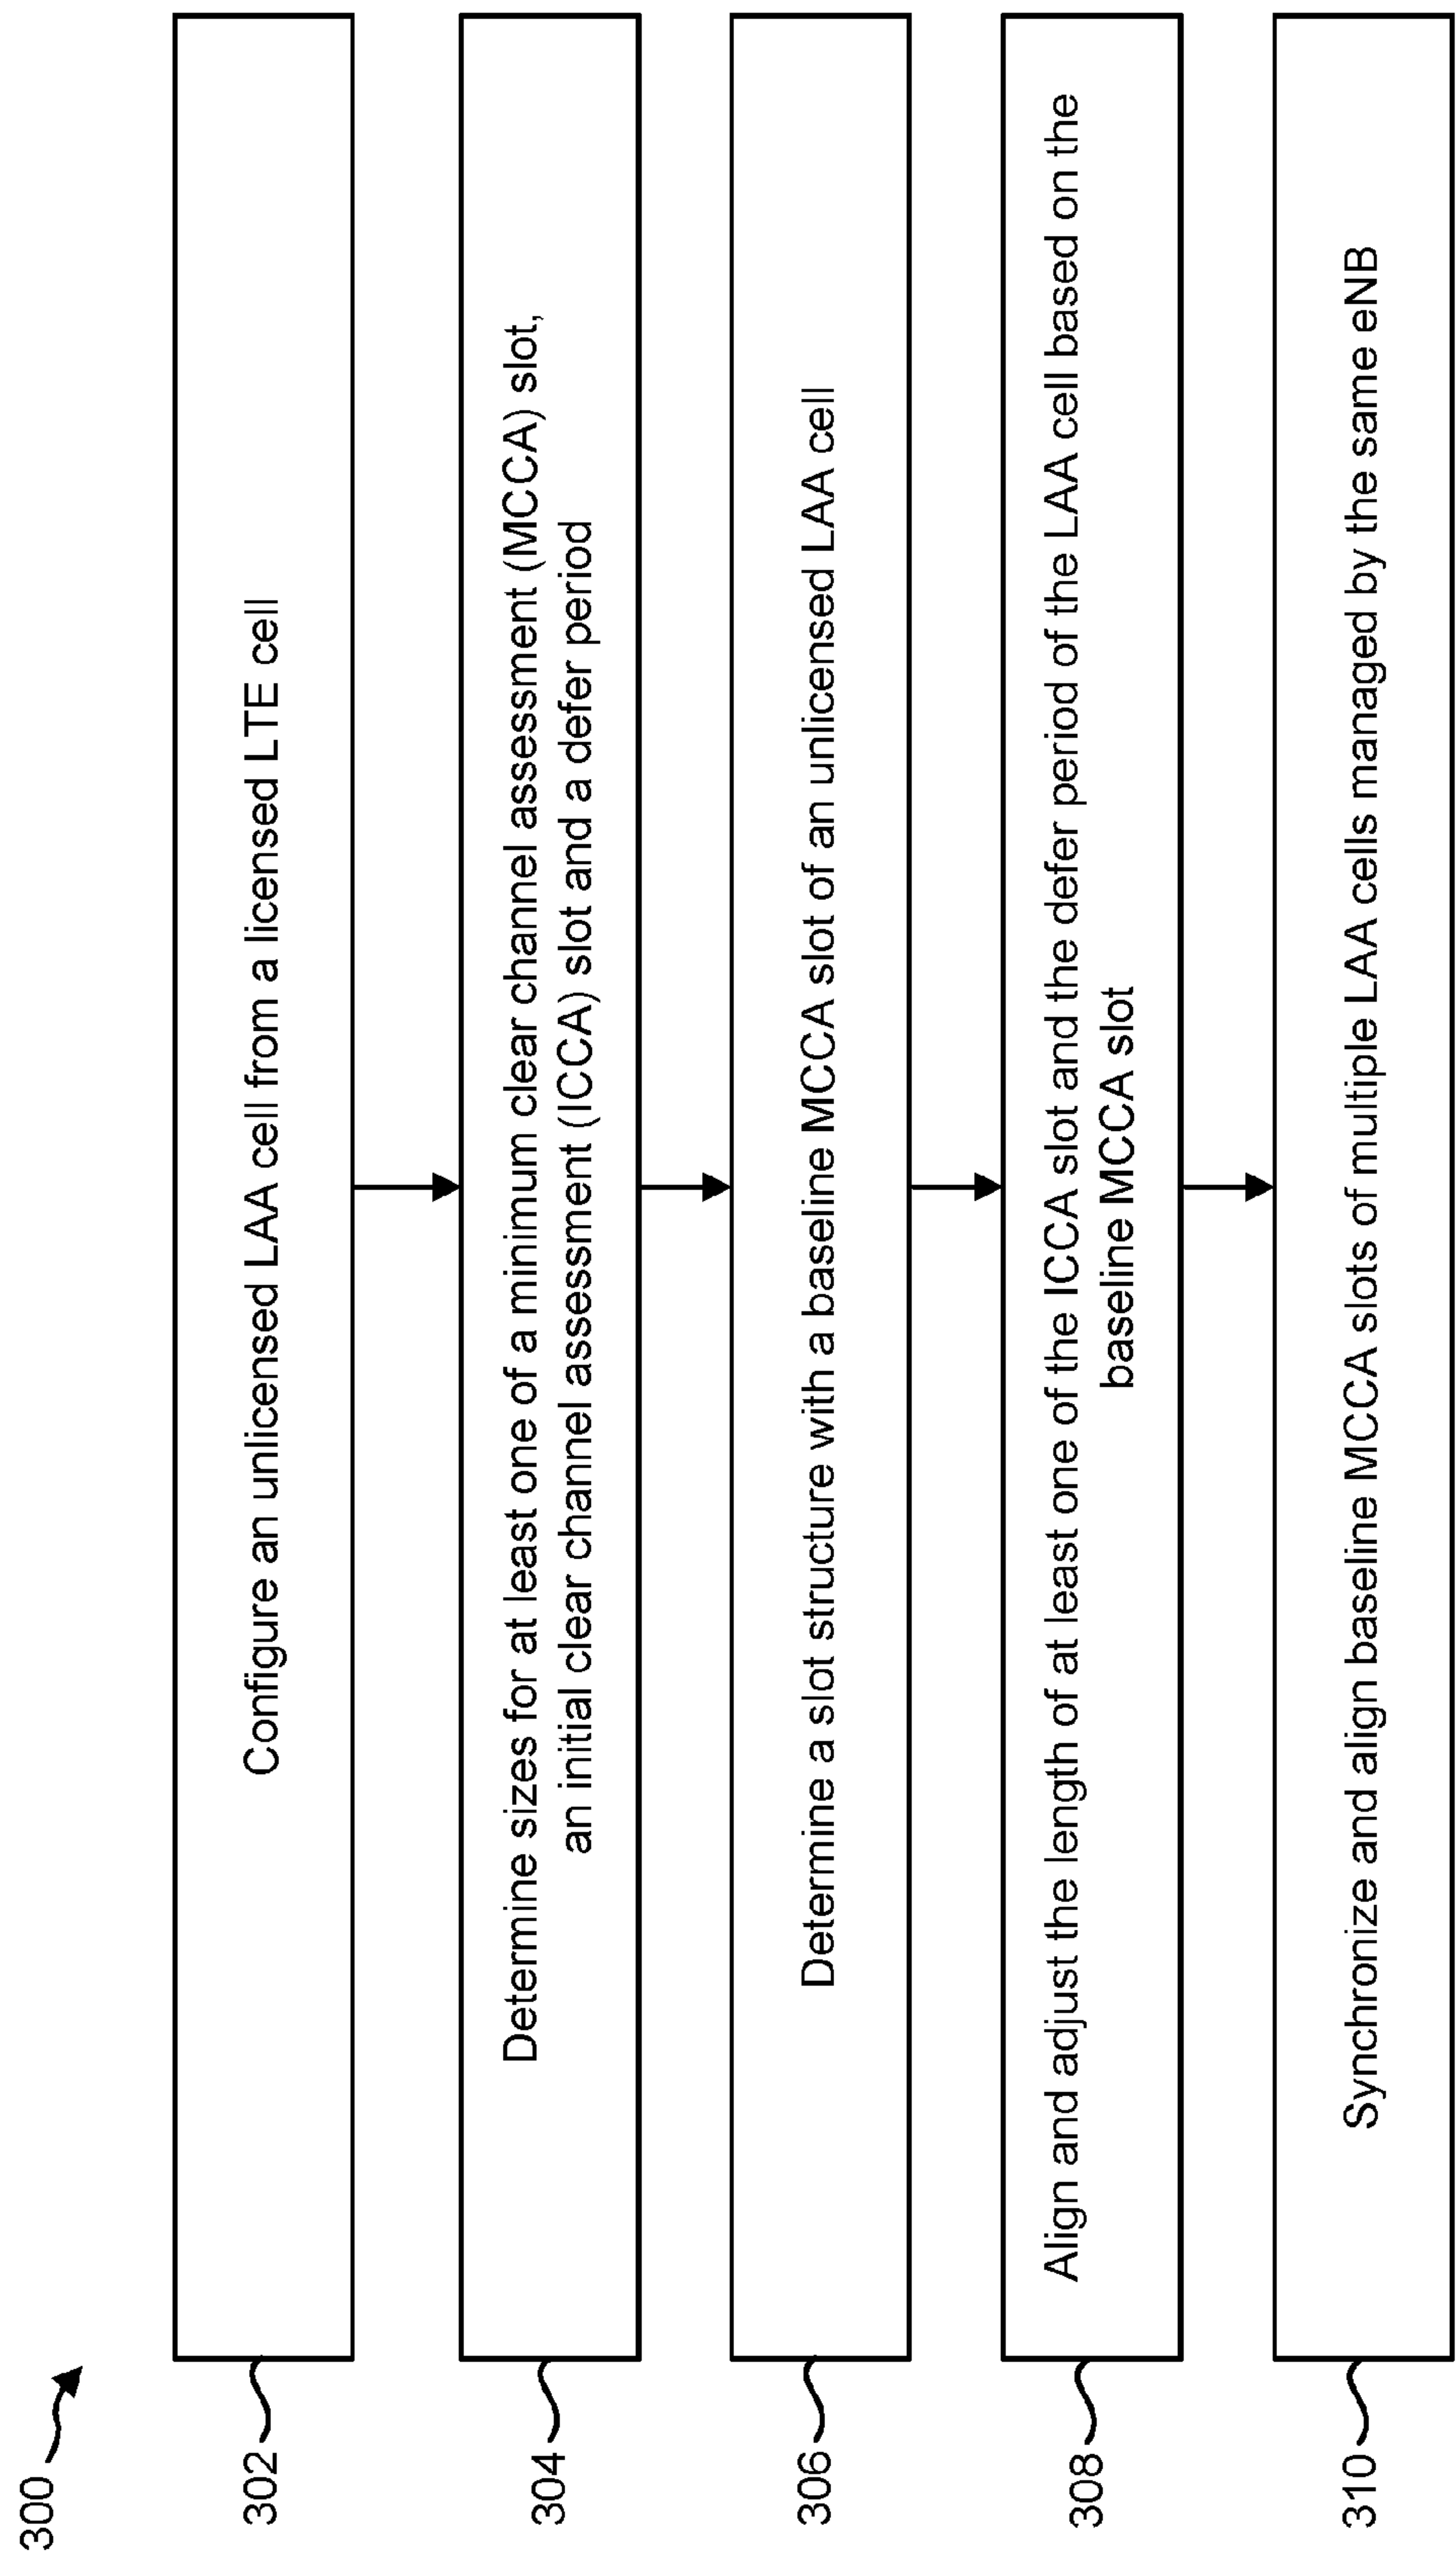 300
302
Configure an unlicensed LAA cell from a licensed LTE cell
304
Determine sizes for at least one of a minimum clear channel assessment (MCCA) slot,
an initial clear channel assessment (ICCA) slot and a defer period
306
Determine a slot structure with a baseline MCCA slot of an unlicensed LAA cell
308
Align and adjust the length of at least one of the ICCA slot and the defer period of the LAA cell based on the
baseline MCCA slot
310
Synchronize and align baseline MCCA slots of multiple LAA cells managed by the same eNB